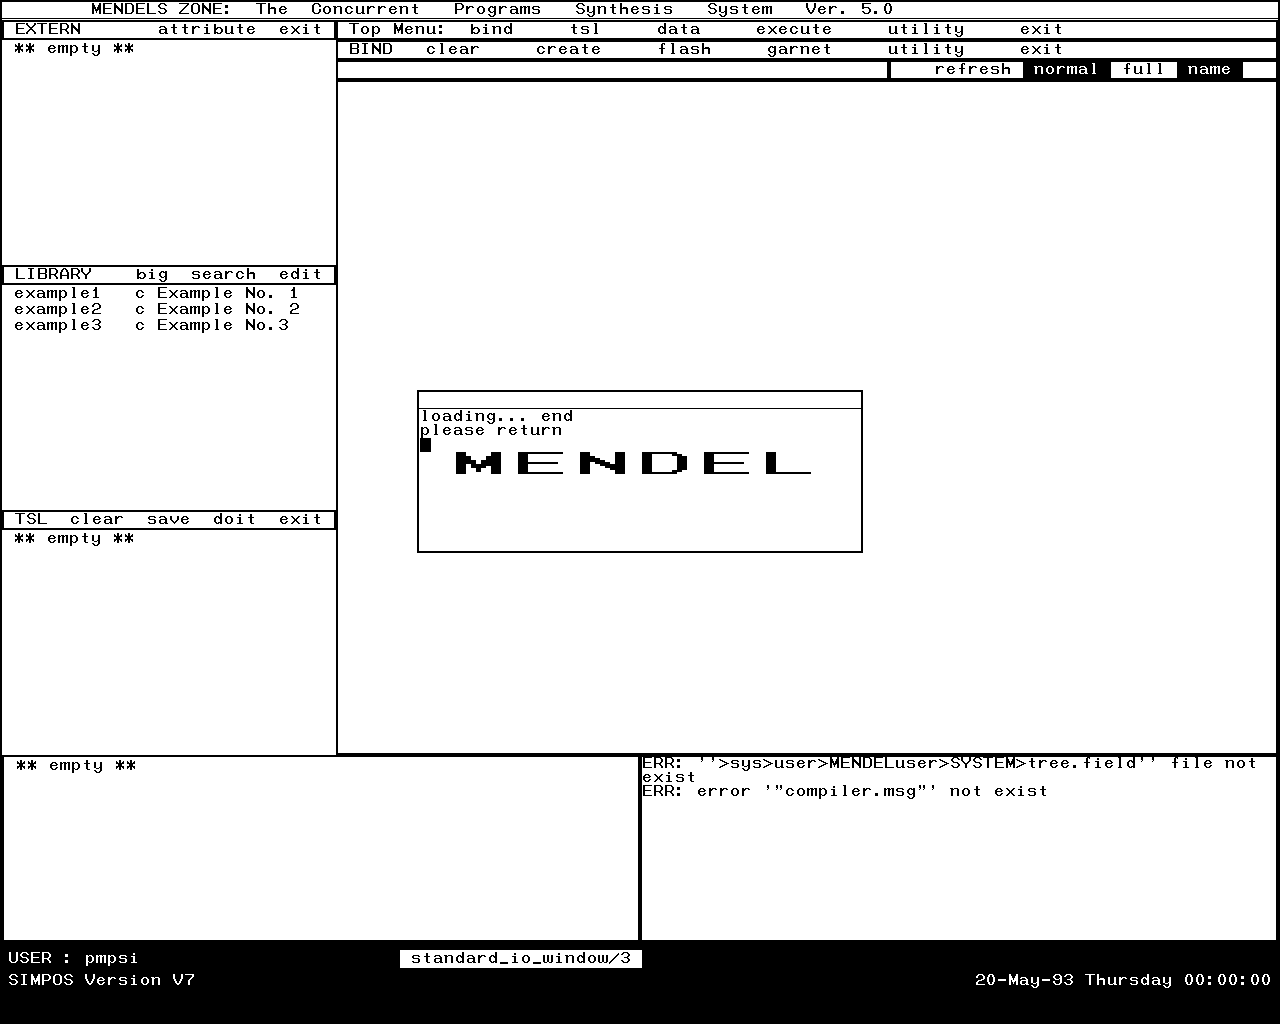 MENDELS ZONE: The Concurrent Programs Synthesis System Ver. 5.0
EXTERN attribute exit
** empty **
LIBRARY big search edit
example1 c Example No. 1
example2 c Example No. 2
example3 c Example No.3
TSL clear save doit exit
** empty **
Top Menu: bind tsl data execute utility exit
BIND clear create flash garnet utility exit
refresh normal full name
loading... end
please return
MENDEL
** empty **
ERR: ''>sys>user>MENDELuser>SYSTEM>tree.field'' file not
exist
ERR: error '"compiler.msg"' not exist
USER : pmpsi standard_io_window/3
SIMPOS Version V7 20-May-93 Thursday 00:00:00